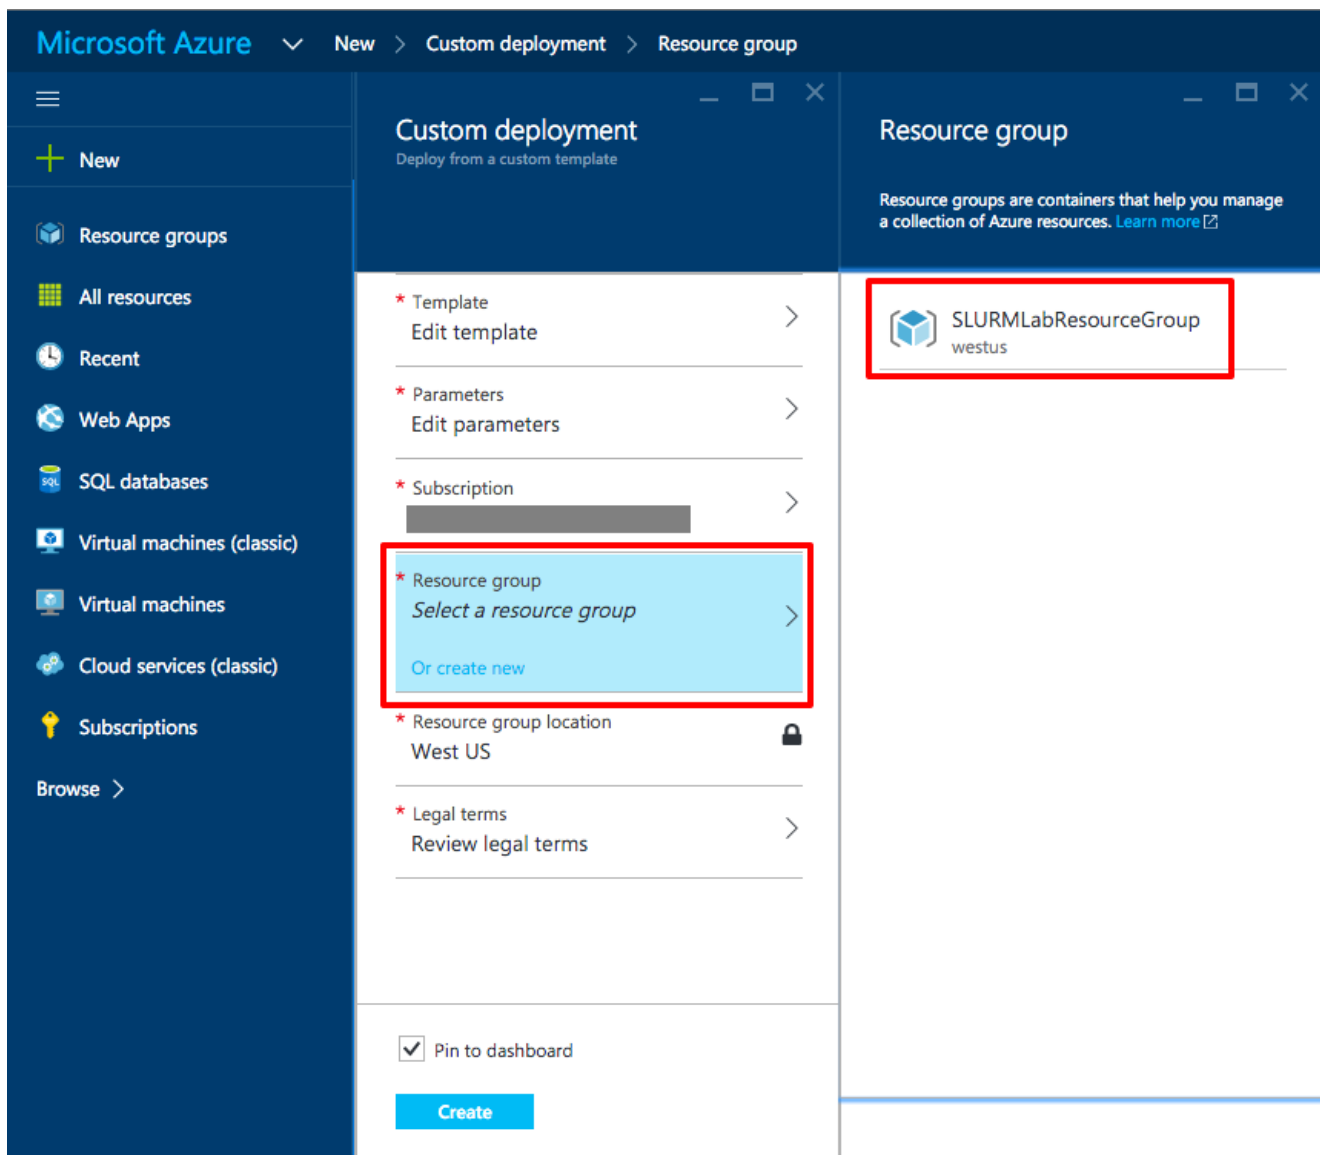 Microsoft Azure New > Custom deployment > Resource group
New
Resource groups
All resources
Recent
Web Apps
SQL
SQL databases
Virtual machines (classic)
Virtual machines
Cloud services (classic)
Subscriptions
Browse >
Custom deployment
Deploy from a custom template
* Template
Edit template
* Parameters
Edit parameters
* Subscription
* Resource group
Select a resource group
Or create new
* Resource group location
West US
* Legal terms
Review legal terms
Pin to dashboard
Create
Resource group
Resource groups are containers that help you manage
a collection of Azure resources. Learn more
SLURMLabResourceGroup
westus